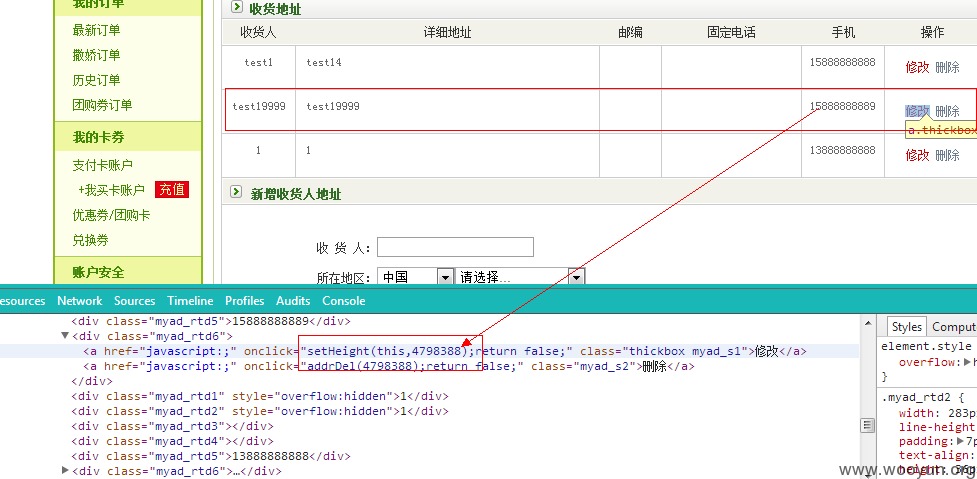 我的订单
最新订单
撒娇订单
历史订单
团购券订单
我的卡券
支付卡账户
+我买卡账户 充值
优惠券/团购卡
兑换券
账户安全
收货地址
收货人 详细地址 邮编 固定电话 手机 操作
test1 test14 15888888888 修改 删除
test19999 test19999 15888888889 修改 删除
a.thickbox
1 1 13888888888 修改 删除
新增收货人地址
收 货 人:
所在地区: 中国 请选择...
esources Network Sources Timeline Profiles Audits Console
<div class="myad_rtd5">15888888889</div>
▼<div class="myad_rtd6">
<a href="javascript:;" onclick="setHeight(this,4798388);return false;" class="thickbox myad_s1">修改</a>
<a href="javascript:;" onclick="addrDel(4798388);return false;" class="myad_s2">删除</a>
</div>
<div class="myad_rtd1" style="overflow:hidden">1</div>
<div class="myad_rtd2" style="overflow:hidden">1</div>
<div class="myad_rtd3"></div>
<div class="myad_rtd4"></div>
<div class="myad_rtd5">13888888888</div>
▶<div class="myad_rtd6">…</div>
Styles Comput
element.style
overflow:▶h
}
.myad_rtd2 {
width: 283p
line-height
padding:▶7p
text-align:
height: 36p
www.wooyun.org